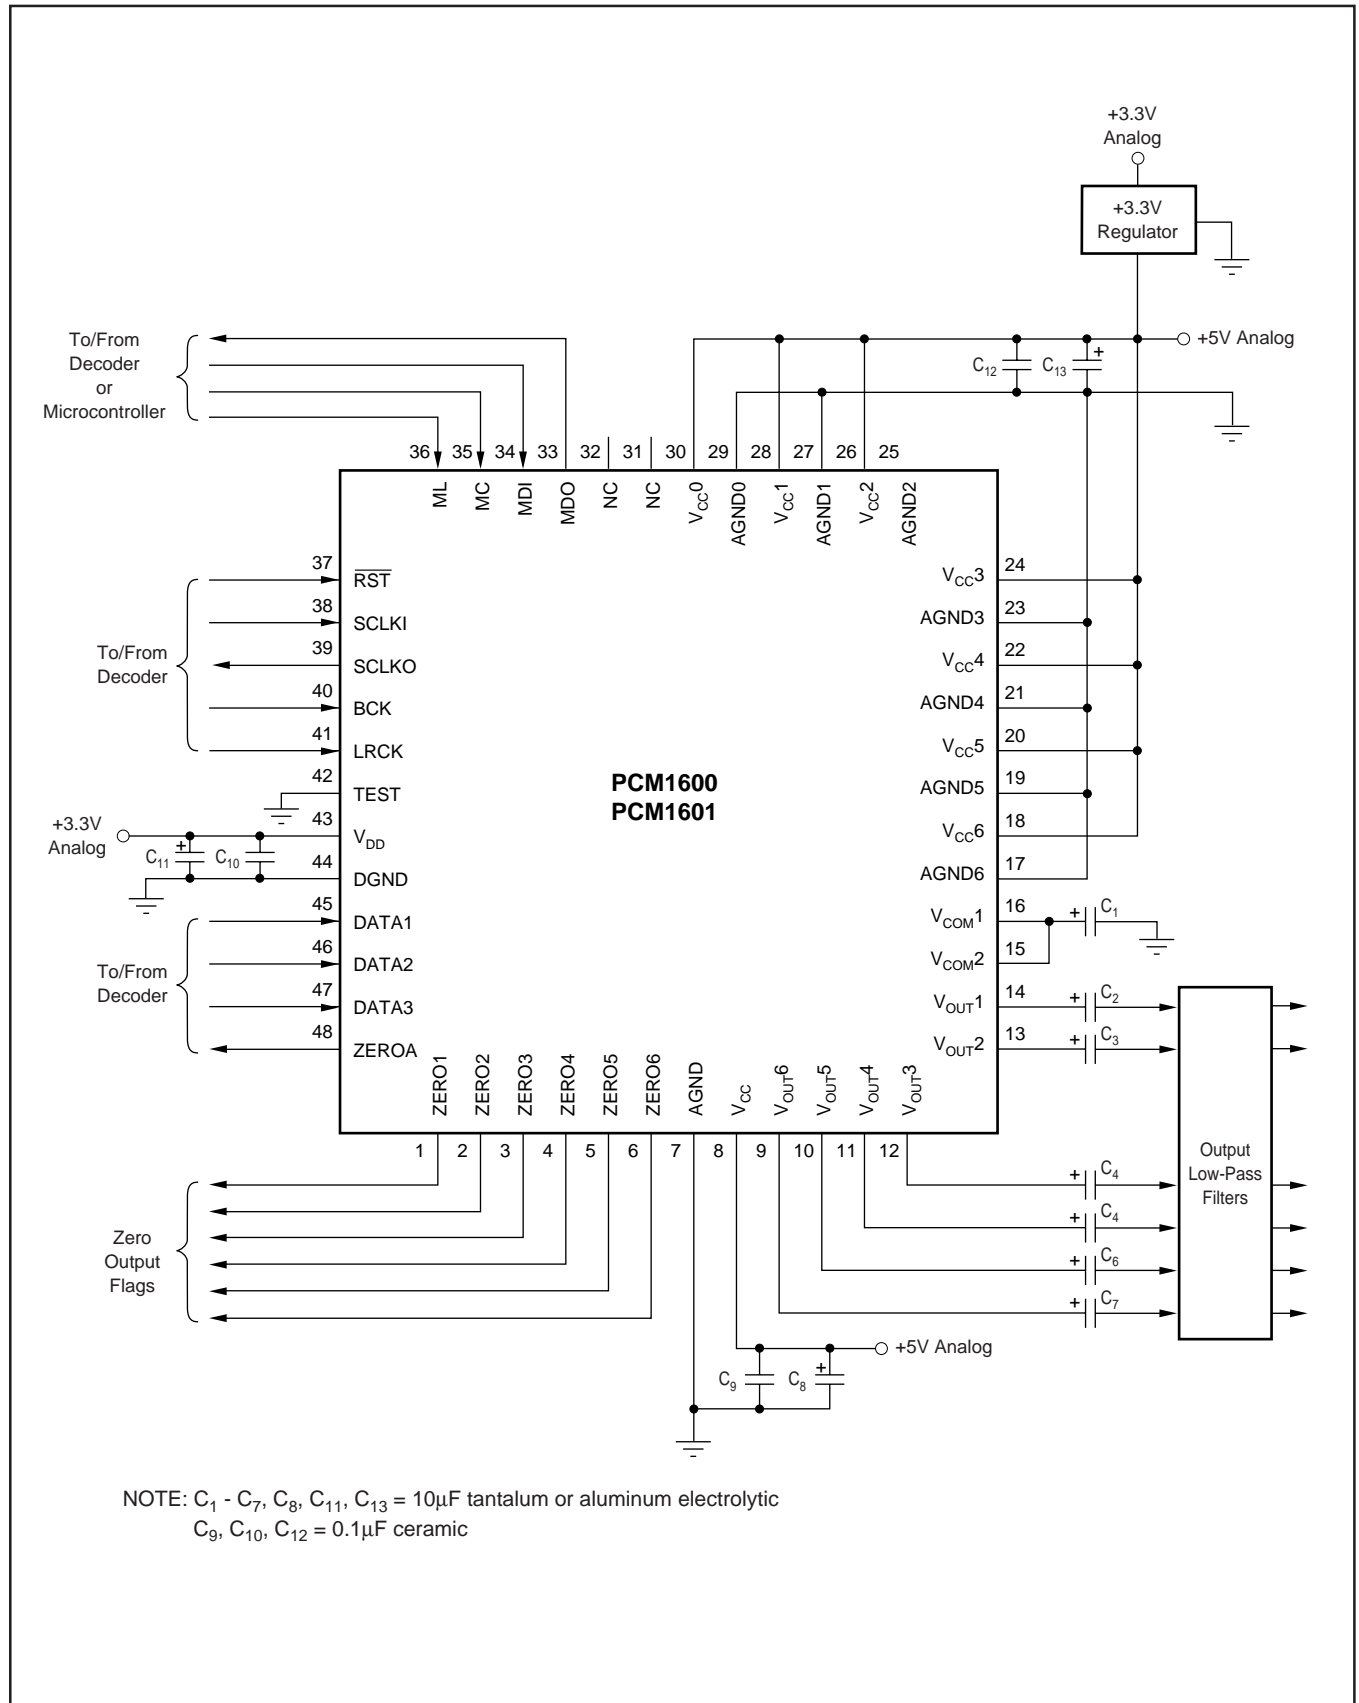 +3.3V
Analog
+3.3V
Regulator
+5V Analog
C12
C13
+
To/From
Decoder
or
Microcontroller
36 35 34 33 32 31 30 29 28 27 26 25
ML
MC
MDI
MDO
NC
NC
VCC0
AGND0
VCC1
AGND1
VCC2
AGND2
To/From
Decoder
37 RST
38 SCLKI
39 SCLKO
40 BCK
41 LRCK
42 TEST
+3.3V
Analog
43 VDD
+
C11
C10
44 DGND
To/From
Decoder
45 DATA1
46 DATA2
47 DATA3
48 ZEROA
PCM1600
PCM1601
VCC3 24
AGND3 23
VCC4 22
AGND4 21
VCC5 20
AGND5 19
VCC6 18
AGND6 17
VCOM1 16
+ C1
VCOM2 15
VOUT1 14
+ C2
VOUT2 13
+ C3
ZERO1
ZERO2
ZERO3
ZERO4
ZERO5
ZERO6
AGND
VCC
VOUT6
VOUT5
VOUT4
VOUT3
1 2 3 4 5 6 7 8 9 10 11 12
Zero
Output
Flags
+ C4
+ C4
+ C6
+ C7
Output
Low-Pass
Filters
+5V Analog
C9
C8
+
NOTE: C1 - C7, C8, C11, C13 = 10μF tantalum or aluminum electrolytic
C9, C10, C12 = 0.1μF ceramic